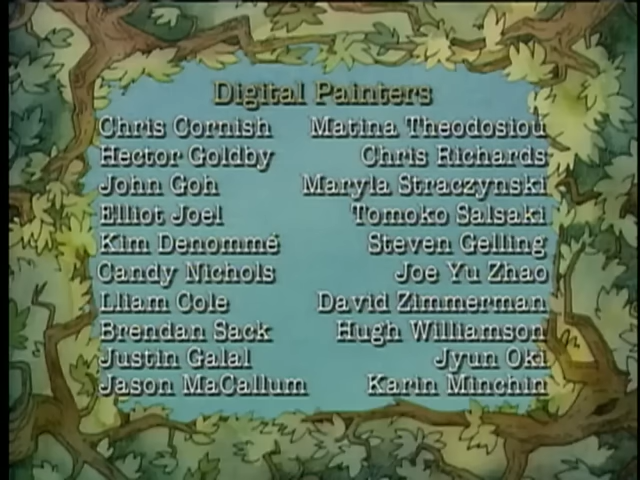 Digital Painters
Chris Cornish Matina Theodosiou
Hector Goldby Chris Richards
John Goh Maryla Straczynski
Elliot Joel Tomoko Salsaki
Kim Denommé Steven Gelling
Candy Nichols Joe Yu Zhao
Lliam Cole David Zimmerman
Brendan Sack Hugh Williamson
Justin Galal Jyun Oki
Jason MaCallum Karin Minchin